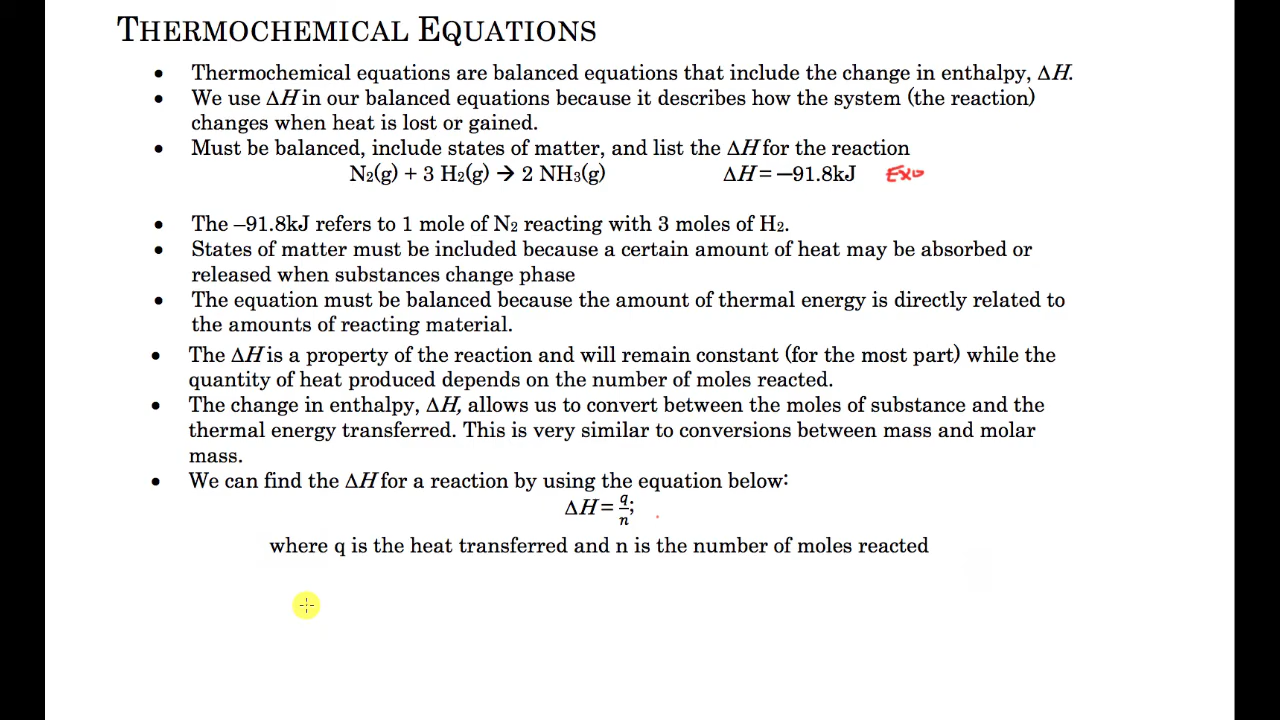 THERMOCHEMICAL EQUATIONS
• Thermochemical equations are balanced equations that include the change in enthalpy, ΔH.
• We use ΔH in our balanced equations because it describes how the system (the reaction)
changes when heat is lost or gained.
• Must be balanced, include states of matter, and list the ΔH for the reaction
N₂(g) + 3 H₂(g) → 2 NH₃(g) ΔH = –91.8kJ EXO
• The –91.8kJ refers to 1 mole of N₂ reacting with 3 moles of H₂.
• States of matter must be included because a certain amount of heat may be absorbed or
released when substances change phase
• The equation must be balanced because the amount of thermal energy is directly related to
the amounts of reacting material.
• The ΔH is a property of the reaction and will remain constant (for the most part) while the
quantity of heat produced depends on the number of moles reacted.
• The change in enthalpy, ΔH, allows us to convert between the moles of substance and the
thermal energy transferred. This is very similar to conversions between mass and molar
mass.
• We can find the ΔH for a reaction by using the equation below:
ΔH = q/n;
where q is the heat transferred and n is the number of moles reacted